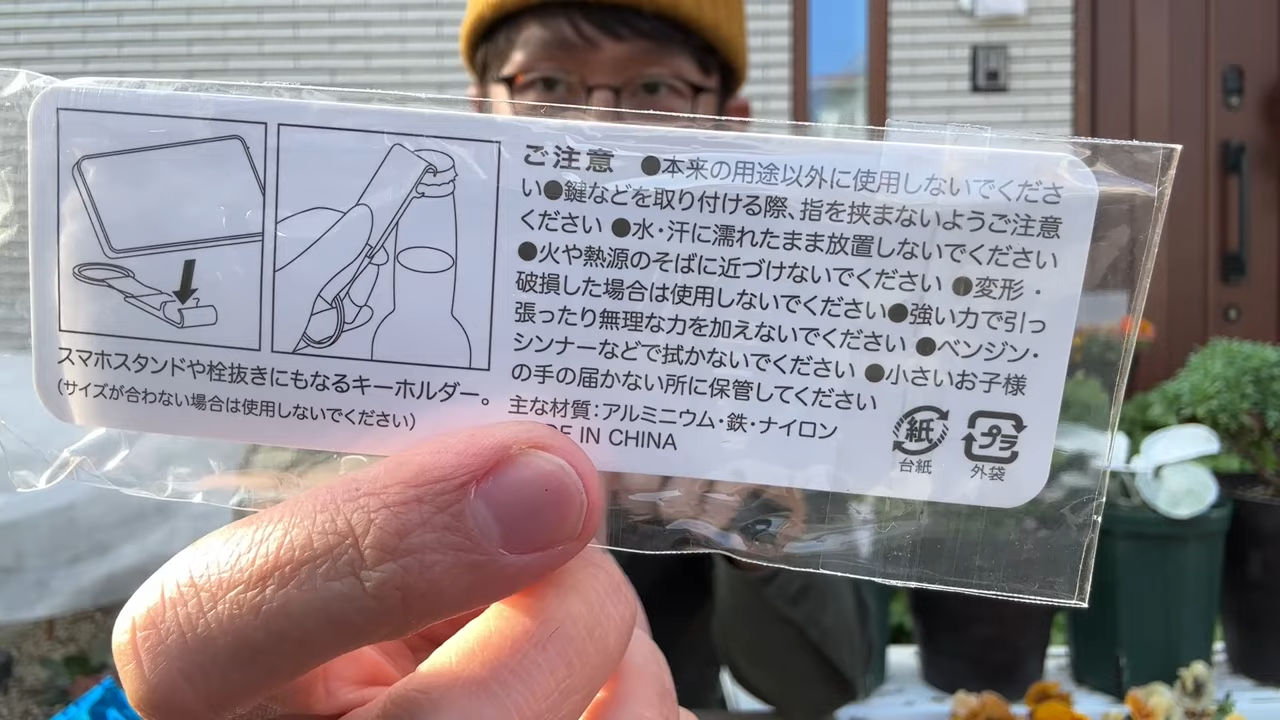 スマホスタンドや栓抜きにもなるキーホルダー。
(サイズが合わない場合は使用しないでください)
ご注意 ●本来の用途以外に使用しないでくださ
い●鍵などを取り付ける際、指を挟まないようご注意
ください ●水・汗に濡れたまま放置しないでください
●火や熱源のそばに近づけないでください ●変形・
破損した場合は使用しないでください●強い力で引っ
張ったり無理な力を加えないでください ●ベンジン・
シンナーなどで拭かないでください ●小さいお子様
の手の届かない所に保管してください
主な材質：アルミニウム・鉄・ナイロン
DE IN CHINA
紙
台紙
プラ
外袋